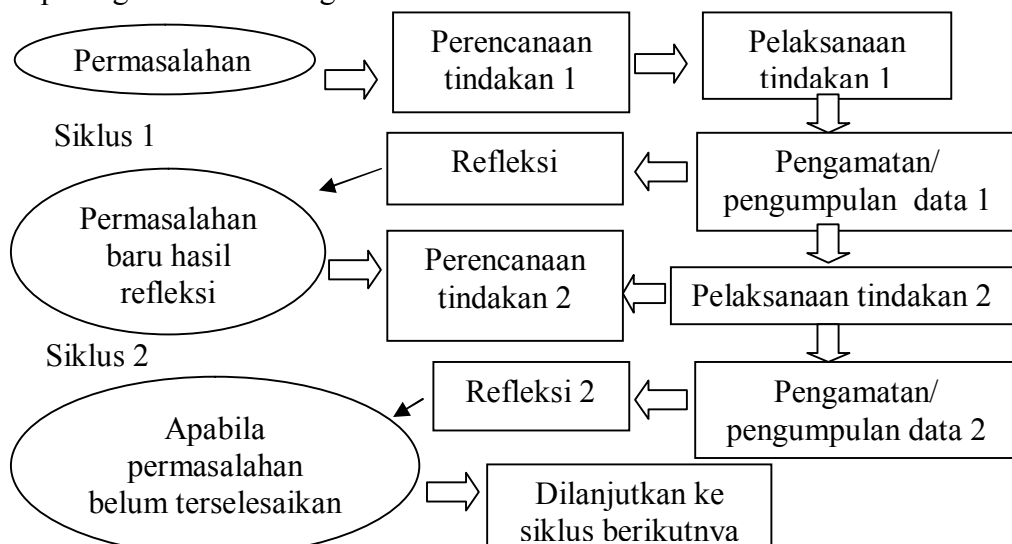 Permasalahan
Perencanaan
tindakan 1
Pelaksanaan
tindakan 1
Siklus 1
Refleksi
Pengamatan/
pengumpulan data 1
Permasalahan
baru hasil
refleksi
Perencanaan
tindakan 2
Pelaksanaan tindakan 2
Siklus 2
Refleksi 2
Pengamatan/
pengumpulan data 2
Apabila
permasalahan
belum terselesaikan
Dilanjutkan ke
siklus berikutnya